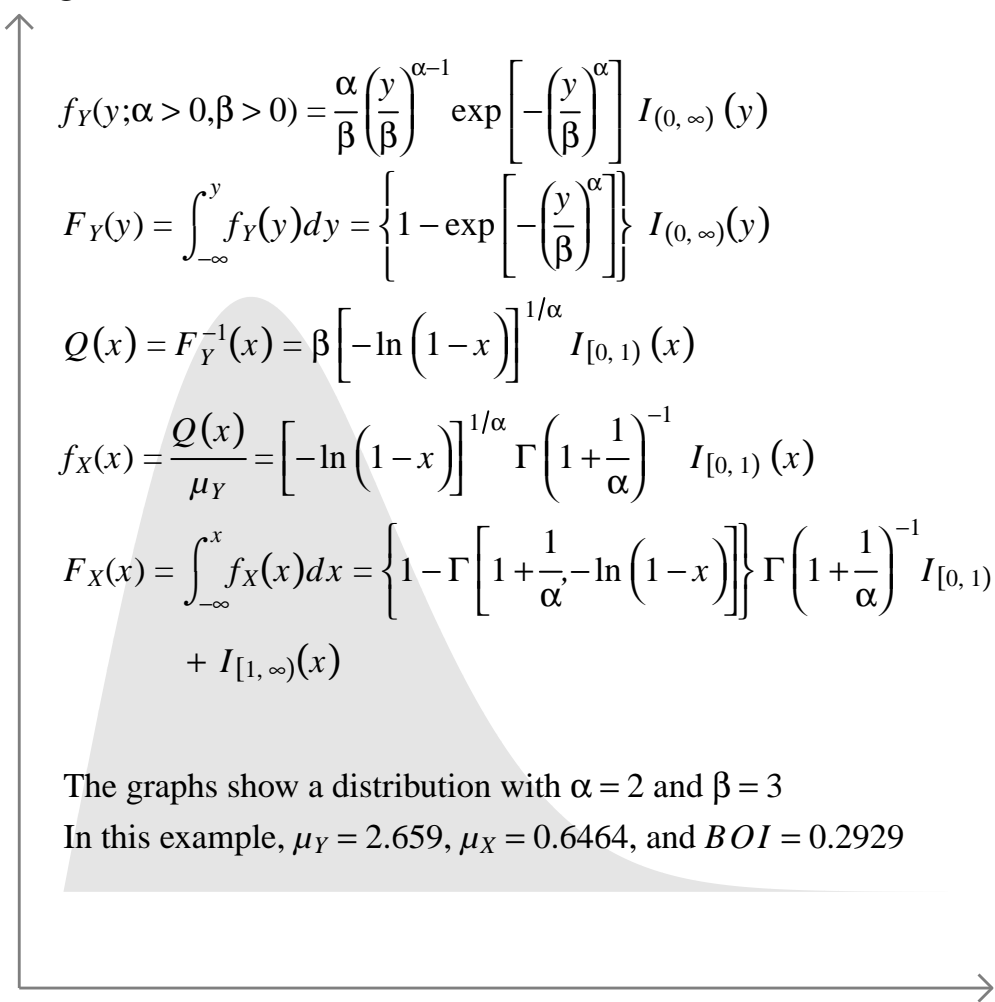 f_Y(y;α > 0,β > 0) = α/β (y/β)^{α−1} exp[−(y/β)^α] I_{(0, ∞)} (y)
F_Y(y) = ∫_{−∞}^{y} f_Y(y)dy = {1 − exp[−(y/β)^α]} I_{(0, ∞)}(y)
Q(x) = F_Y^{−1}(x) = β[−ln(1 − x)]^{1/α} I_{[0, 1)} (x)
f_X(x) = Q(x)/μ_Y = [−ln(1 − x)]^{1/α} Γ(1 + 1/α)^{−1} I_{[0, 1)} (x)
F_X(x) = ∫_{−∞}^{x} f_X(x)dx = {1 − Γ[1 + 1/α, −ln(1 − x)]} Γ(1 + 1/α)^{−1} I_{[0, 1)}
+ I_{[1, ∞)}(x)
The graphs show a distribution with α = 2 and β = 3
In this example, μ_Y = 2.659, μ_X = 0.6464, and BOI = 0.2929